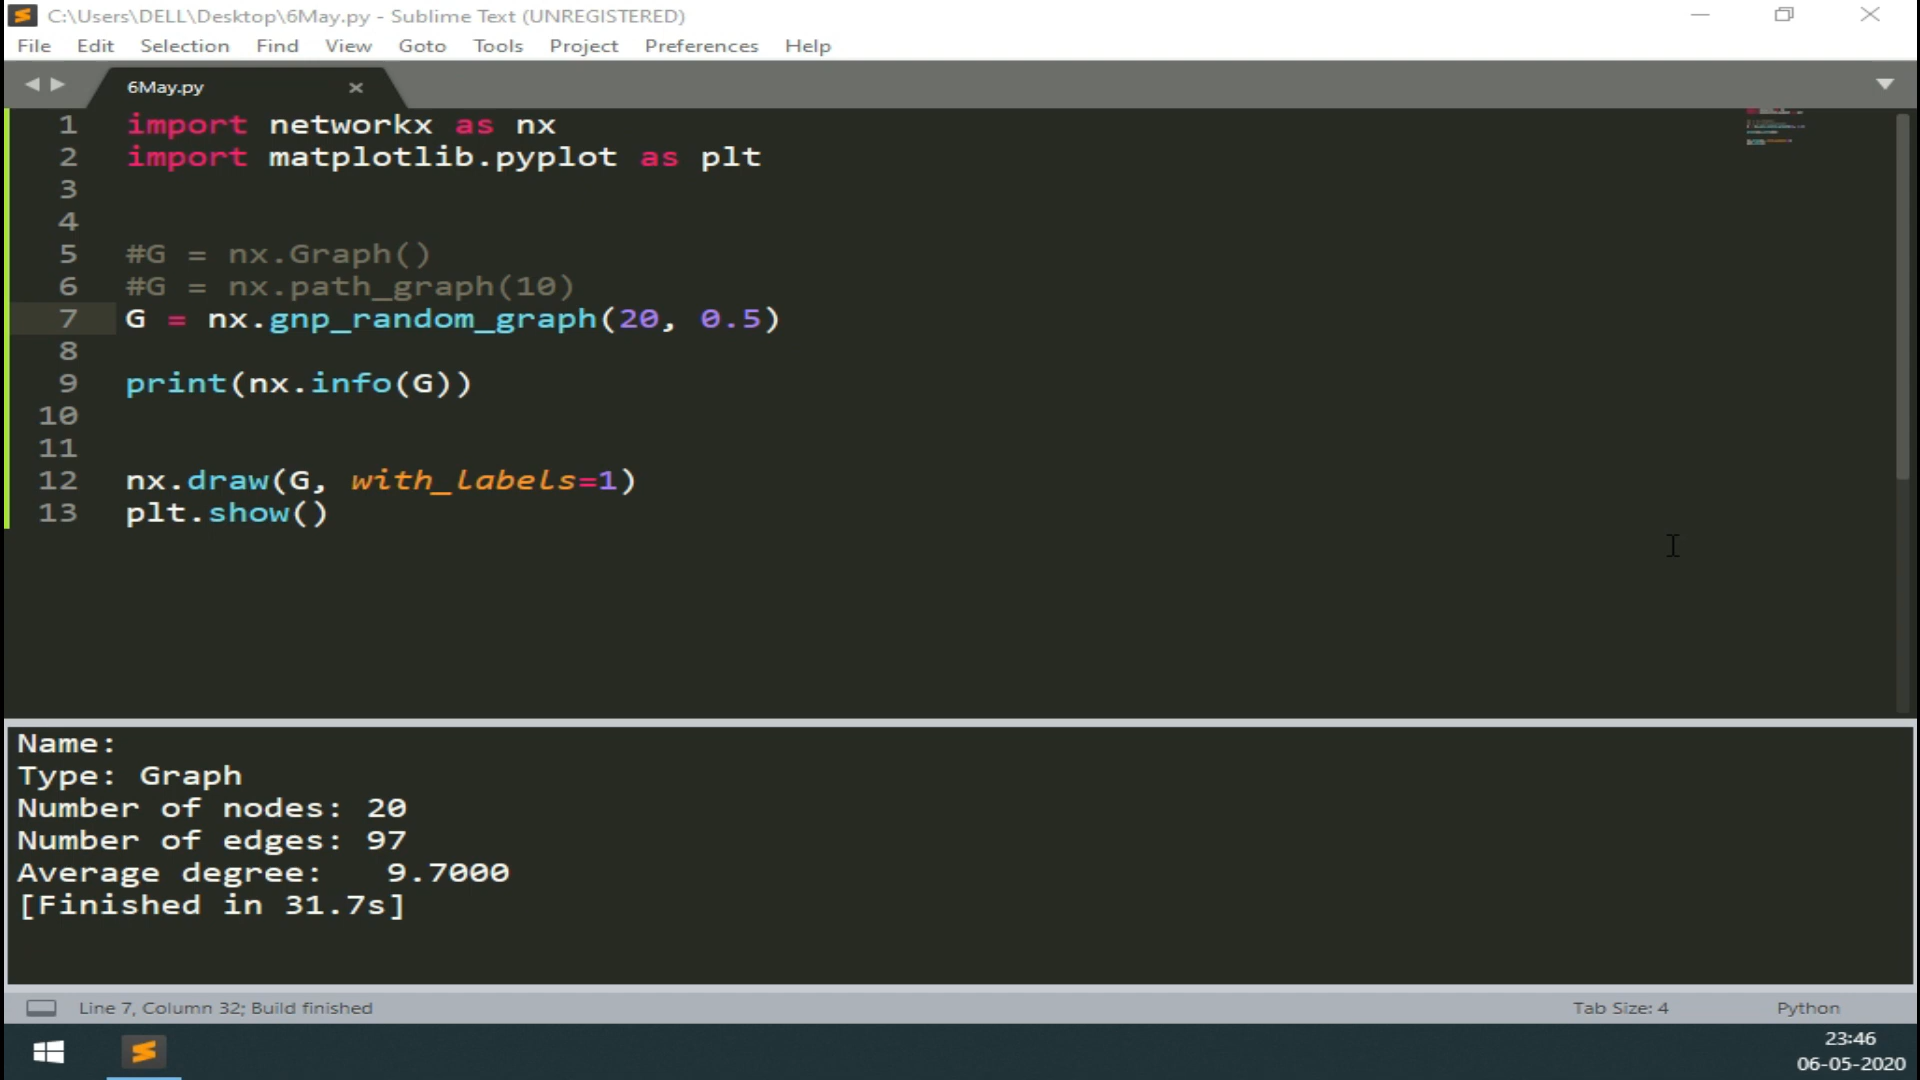 C:\Users\DELL\Desktop\6May.py - Sublime Text (UNREGISTERED)
File Edit Selection Find View Goto Tools Project Preferences Help
6May.py
1 import networkx as nx
2 import matplotlib.pyplot as plt
3
4
5 #G = nx.Graph()
6 #G = nx.path_graph(10)
7 G = nx.gnp_random_graph(20, 0.5)
8
9 print(nx.info(G))
10
11
12 nx.draw(G, with_labels=1)
13 plt.show()
Name:
Type: Graph
Number of nodes: 20
Number of edges: 97
Average degree:   9.7000
[Finished in 31.7s]
Line 7, Column 32; Build finished Tab Size: 4 Python
23:46
06-05-2020